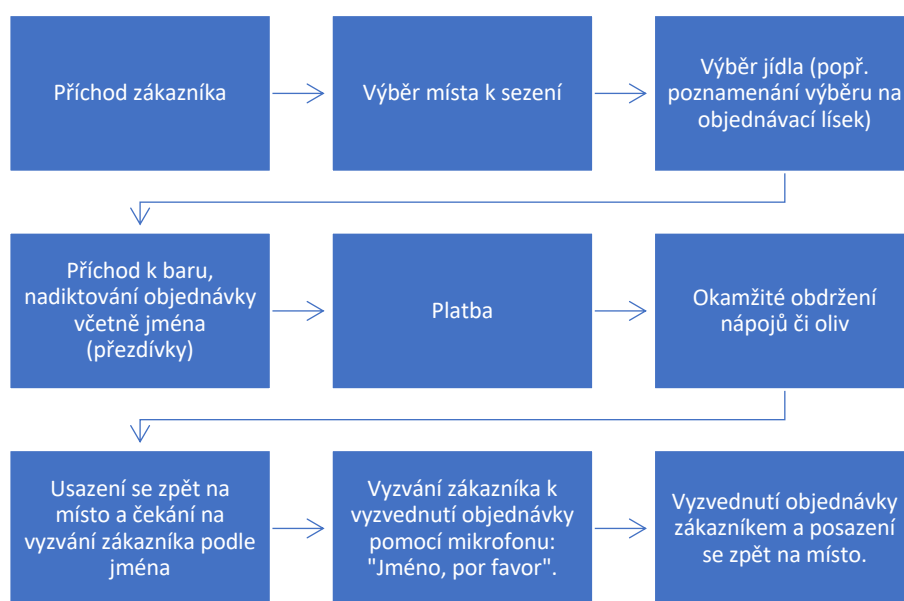 Příchod zákazníka
Výběr místa k sezení
Výběr jídla (popř.
poznamenání výběru na
objednávací lísek)
Příchod k baru,
nadiktování objednávky
včetně jména
(přezdívky)
Platba
Okamžité obdržení
nápojů či oliv
Usazení se zpět na
místo a čekání na
vyzvání zákazníka podle
jména
Vyzvání zákazníka k
vyzvednutí objednávky
pomocí mikrofonu:
"Jméno, por favor".
Vyzvednutí objednávky
zákazníkem a posazení
se zpět na místo.